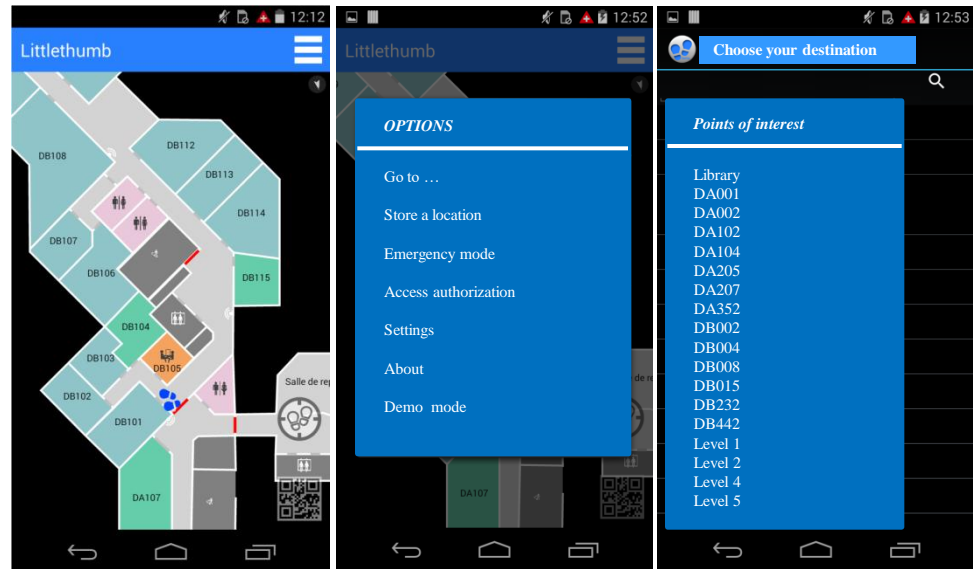 12:12
Littlethumb
DB112
DB108
DB113
DB114
DB107
DB106
DB115
DB104
DB103
DB105
DB102
DB101
Salle de rep
DA107
12:52
Littlethumb
OPTIONS
Go to …
Store a location
Emergency mode
Access authorization
Settings
About
Demo mode
de re
DA107
12:53
Choose your destination
Points of interest
Library
DA001
DA002
DA102
DA104
DA205
DA207
DA352
DB002
DB004
DB008
DB015
DB232
DB442
Level 1
Level 2
Level 4
Level 5